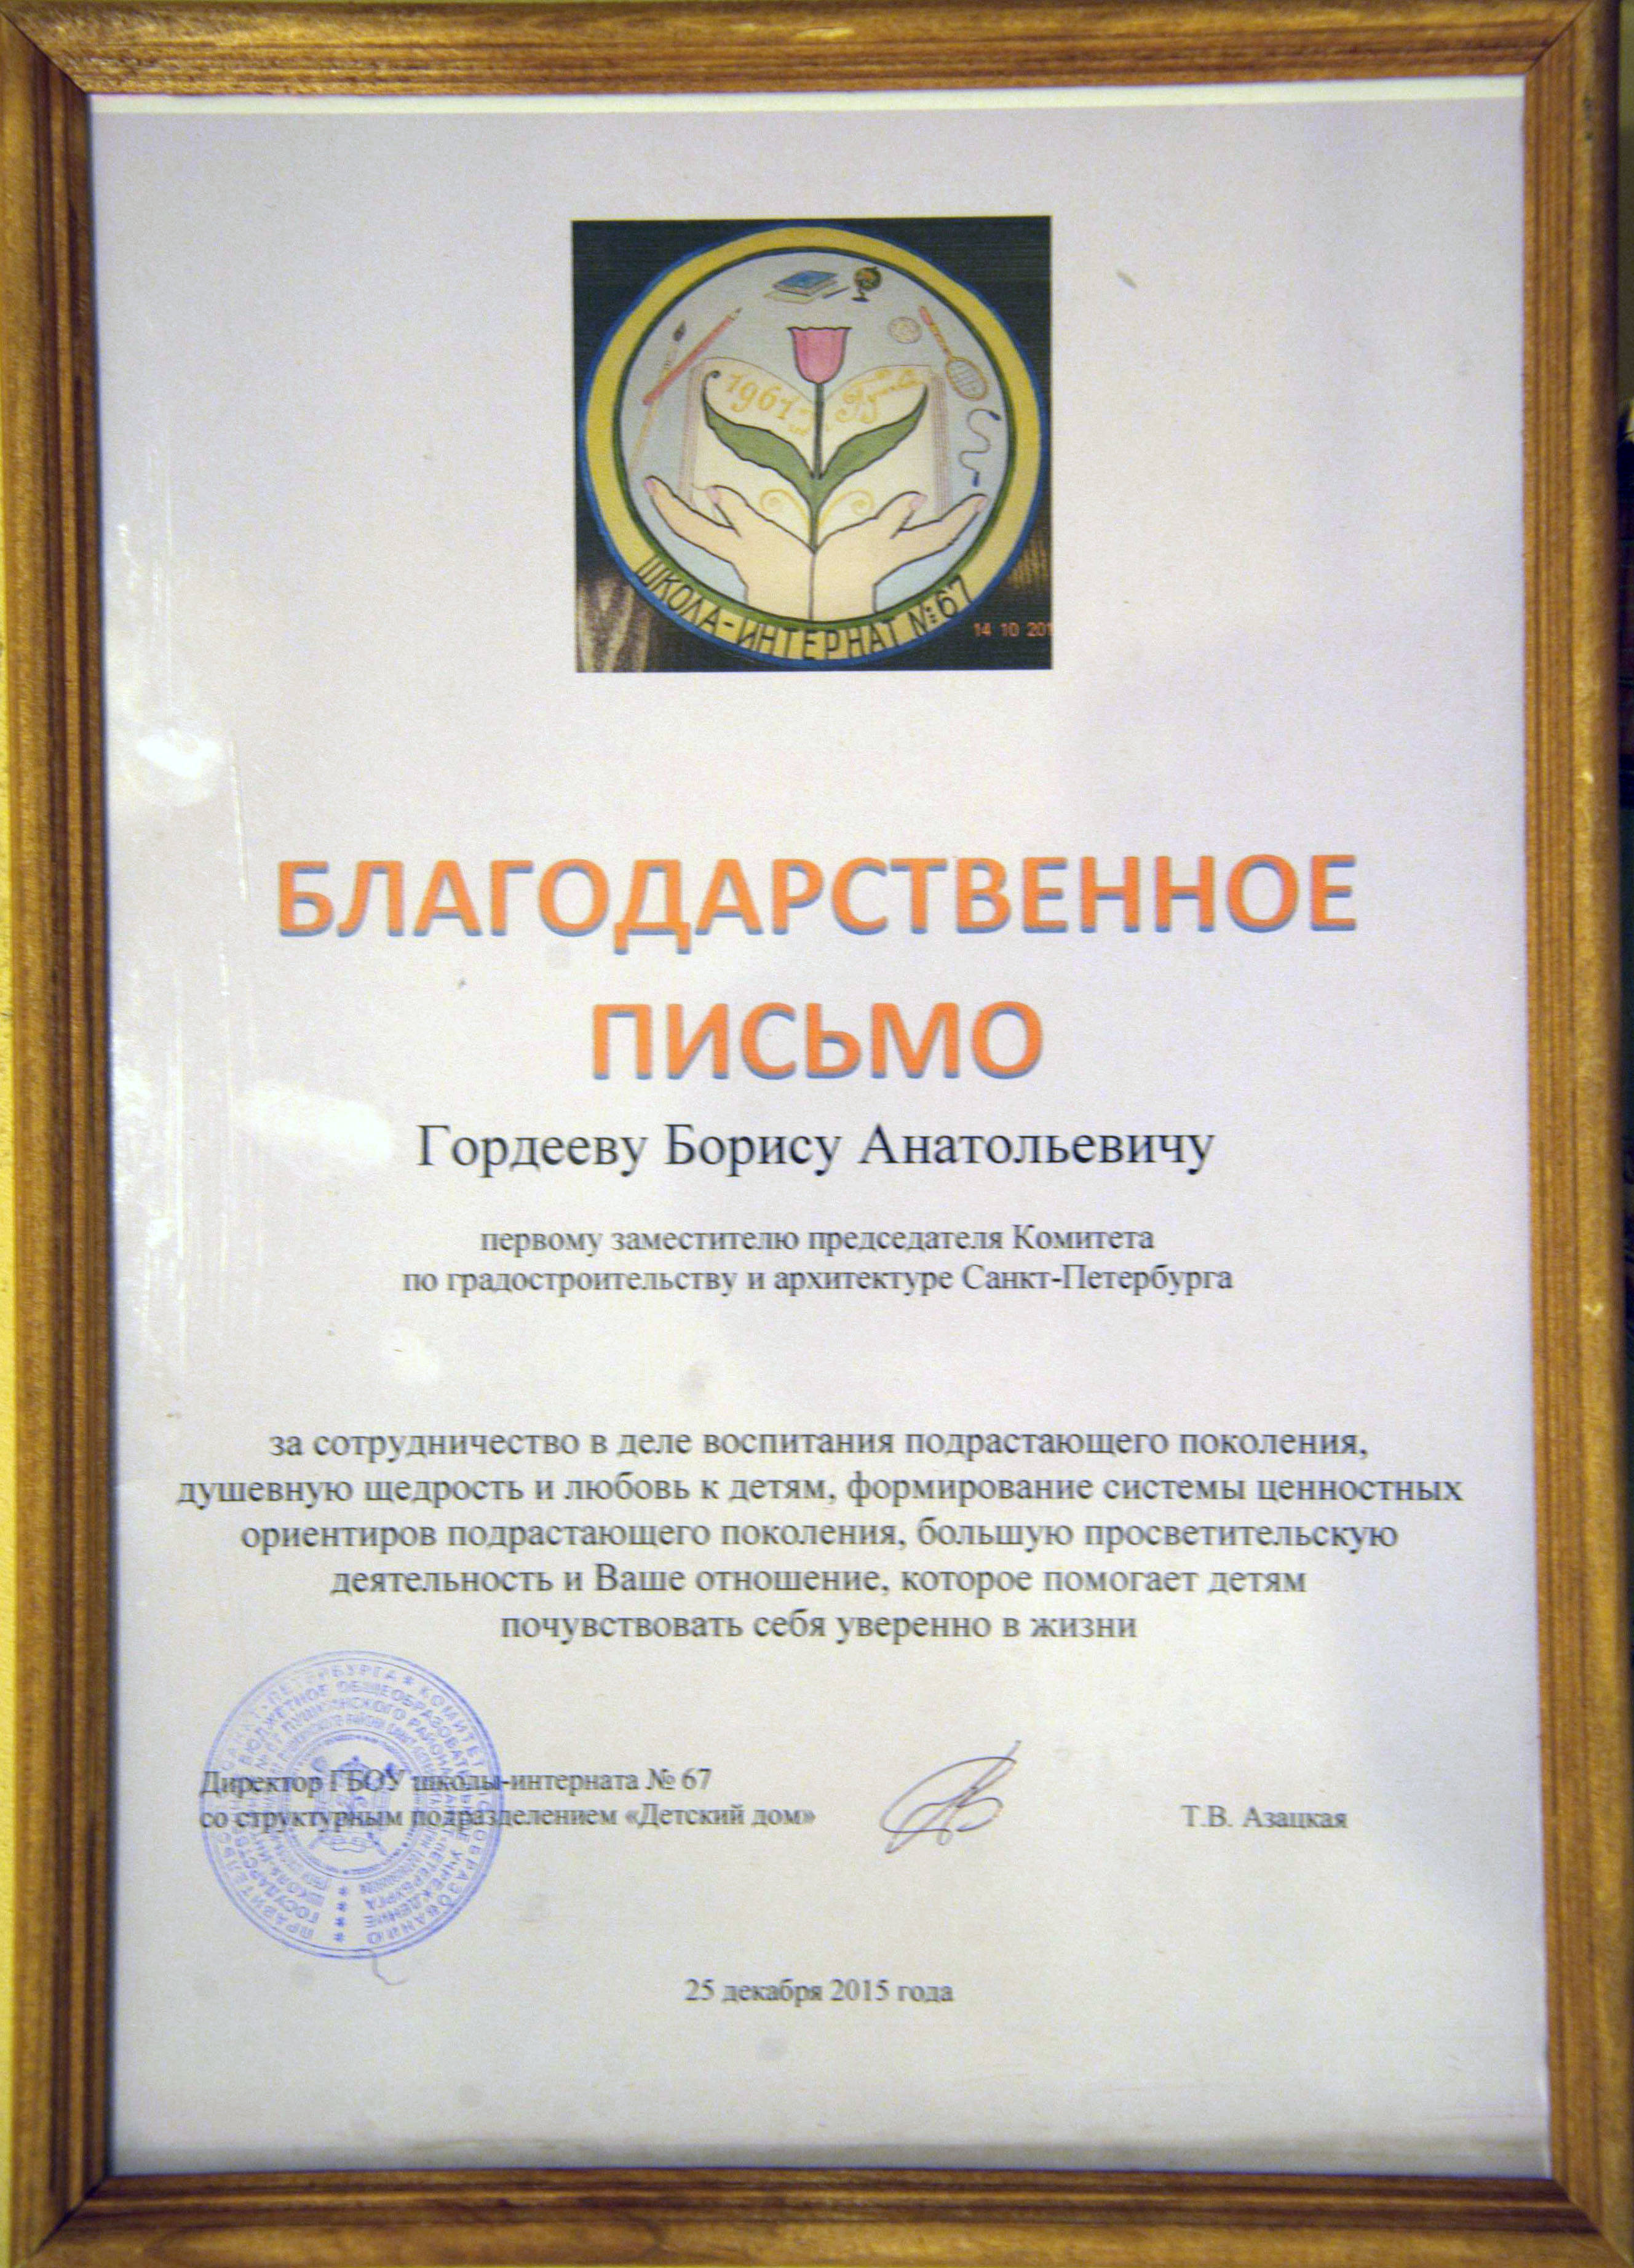 1961
ШКОЛА-ИНТЕРНАТ №67
14 10 201
БЛАГОДАРСТВЕННОЕ
ПИСЬМО
Гордееву Борису Анатольевичу
первому заместителю председателя Комитета
по градостроительству и архитектуре Санкт-Петербурга
за сотрудничество в деле воспитания подрастающего поколения,
душевную щедрость и любовь к детям, формирование системы ценностных
ориентиров подрастающего поколения, большую просветительскую
деятельность и Ваше отношение, которое помогает детям
почувствовать себя уверенно в жизни
Директор ГБОУ школы-интерната № 67
со структурным подразделением «Детский дом»
Т.В. Азацкая
25 декабря 2015 года